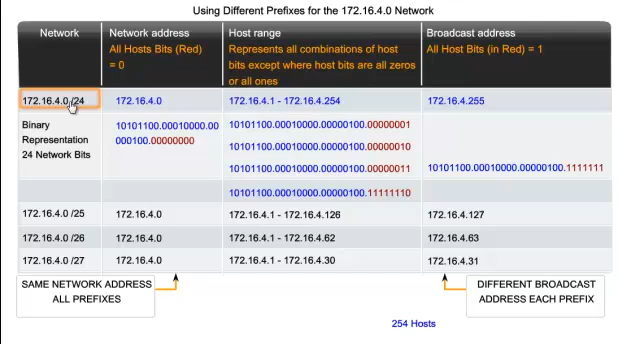 Using Different Prefixes for the 172.16.4.0 Network
Network
Network address
All Hosts Bits (Red)
= 0
Host range
Represents all combinations of host
bits except where host bits are all zeros
or all ones
Broadcast address
All Host Bits (in Red) = 1
172.16.4.0 /24
172.16.4.0
172.16.4.1 - 172.16.4.254
172.16.4.255
Binary
Representation
24 Network Bits
10101100.00010000.00
000100.00000000
10101100.00010000.00000100.00000001
10101100.00010000.00000100.00000010
10101100.00010000.00000100.00000011
10101100.00010000.00000100.11111110
10101100.00010000.00000100.1111111
172.16.4.0 /25
172.16.4.0
172.16.4.1 - 172.16.4.126
172.16.4.127
172.16.4.0 /26
172.16.4.0
172.16.4.1 - 172.16.4.62
172.16.4.63
172.16.4.0 /27
172.16.4.0
172.16.4.1 - 172.16.4.30
172.16.4.31
SAME NETWORK ADDRESS
ALL PREFIXES
DIFFERENT BROADCAST
ADDRESS EACH PREFIX
254 Hosts